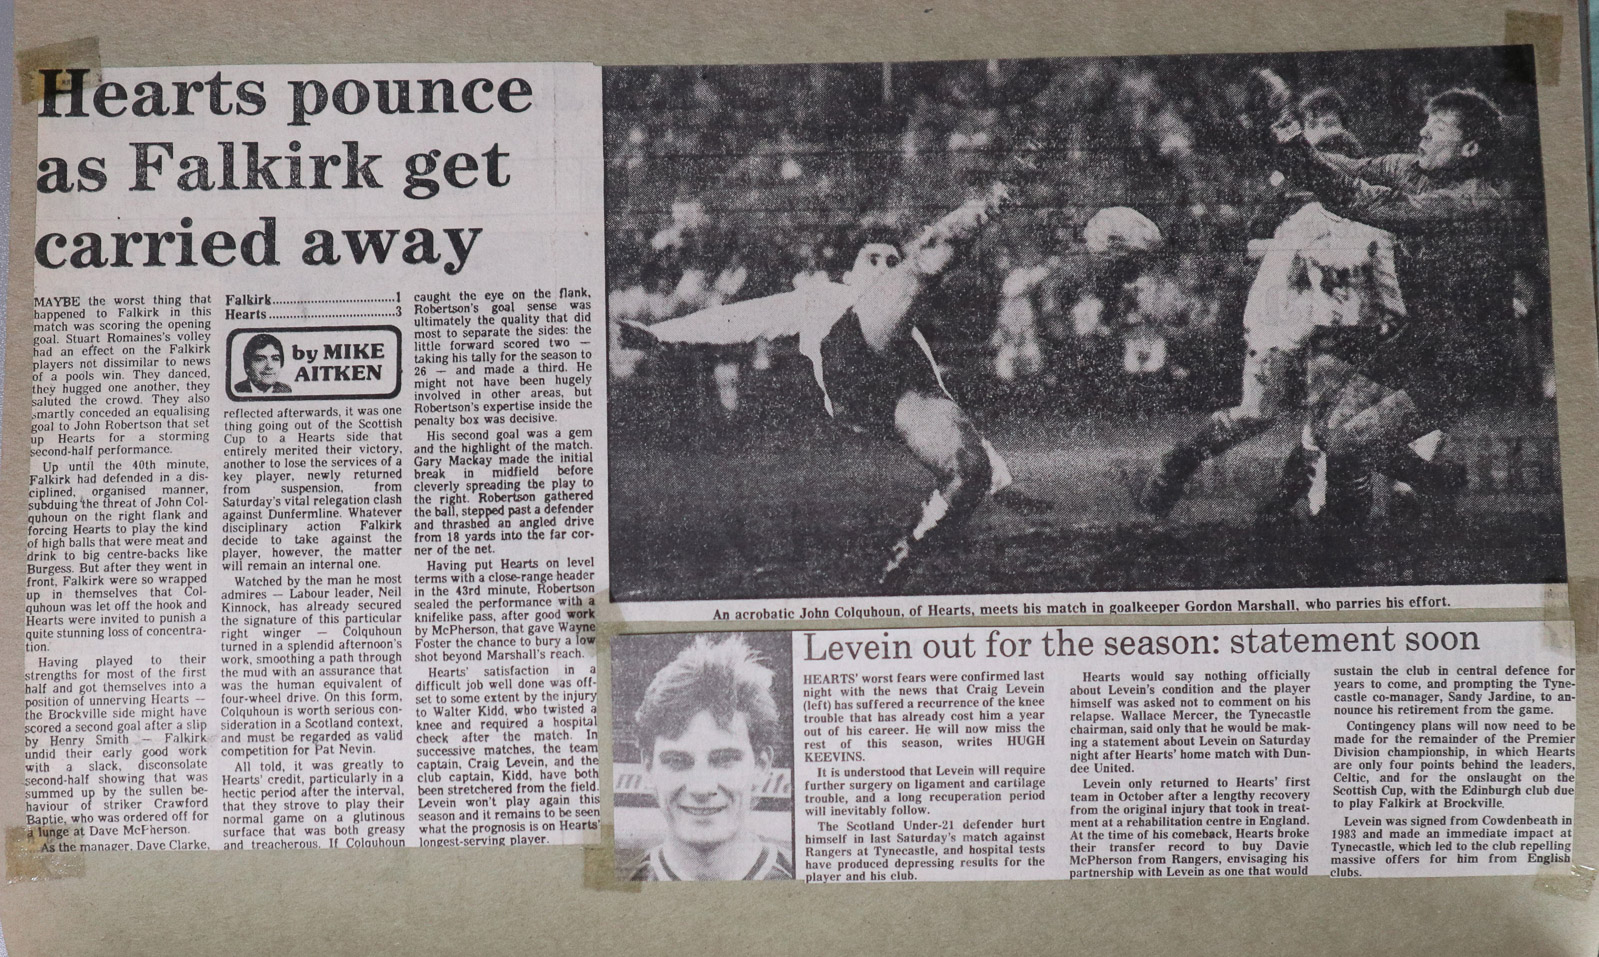 Hearts pounce
as Falkirk get
carried away
MAYBE the worst thing that
happened to Falkirk in this
match was scoring the opening
goal. Stuart Romaines's volley
had an effect on the Falkirk
players not dissimilar to news
of a pools win. They danced,
they hugged one another, they
saluted the crowd. They also
smartly conceded an equalising
goal to John Robertson that set
up Hearts for a storming
second-half performance.
Up until the 40th minute,
Falkirk had defended in a dis-
ciplined, organised manner,
subduing the threat of John Col-
quhoun on the right flank and
forcing Hearts to play the kind
of high balls that were meat and
drink to big centre-backs like
Burgess. But after they went in
front, Falkirk were so wrapped
up in themselves that Col-
quhoun was let off the hook and
Hearts were invited to punish a
quite stunning loss of concentra-
tion.
Having played to their
strengths for most of the first
half and got themselves into a
position of unnerving Hearts —
the Brockville side might have
scored a second goal after a slip
by Henry Smith — Falkirk
undid their early good work
with a slack, disconsolate
second-half showing that was
summed up by the sullen be-
haviour of striker Crawford
Baptie, who was ordered off for
a lunge at Dave McPherson.
As the manager, Dave Clarke,
Falkirk..............................1
Hearts..............................3
by MIKE
AITKEN
reflected afterwards, it was one
thing going out of the Scottish
Cup to a Hearts side that
entirely merited their victory,
another to lose the services of a
key player, newly returned
from suspension, from
Saturday's vital relegation clash
against Dunfermline. Whatever
disciplinary action Falkirk
decide to take against the
player, however, the matter
will remain an internal one.
Watched by the man he most
admires — Labour leader, Neil
Kinnock, has already secured
the signature of this particular
right winger — Colquhoun
turned in a splendid afternoon's
work, smoothing a path through
the mud with an assurance that
was the human equivalent of
four-wheel drive. On this form,
Colquhoun is worth serious con-
sideration in a Scotland context,
and must be regarded as valid
competition for Pat Nevin.
All told, it was greatly to
Hearts' credit, particularly in a
hectic period after the interval,
that they strove to play their
normal game on a glutinous
surface that was both greasy
and treacherous. If Colquhoun
caught the eye on the flank,
Robertson's goal sense was
ultimately the quality that did
most to separate the sides: the
little forward scored two —
taking his tally for the season to
26 — and made a third. He
might not have been hugely
involved in other areas, but
Robertson's expertise inside the
penalty box was decisive.
His second goal was a gem
and the highlight of the match.
Gary Mackay made the initial
break in midfield before
cleverly spreading the play to
the right. Robertson gathered
the ball, stepped past a defender
and thrashed an angled drive
from 18 yards into the far cor-
ner of the net.
Having put Hearts on level
terms with a close-range header
in the 43rd minute, Robertson
sealed the performance with a
knifelike pass, after good work
by McPherson, that gave Wayne
Foster the chance to bury a low
shot beyond Marshall's reach.
Hearts' satisfaction in a
difficult job well done was off-
set to some extent by the injury
to Walter Kidd, who twisted a
knee and required a hospital
check after the match. In
successive matches, the team
captain, Craig Levein, and the
club captain, Kidd, have both
been stretchered from the field.
Levein won't play again this
season and it remains to be seen
what the prognosis is on Hearts'
longest-serving player.
An acrobatic John Colquhoun, of Hearts, meets his match in goalkeeper Gordon Marshall, who parries his effort.
Levein out for the season: statement soon
HEARTS' worst fears were confirmed last
night with the news that Craig Levein
(left) has suffered a recurrence of the knee
trouble that has already cost him a year
out of his career. He will now miss the
rest of this season, writes HUGH
KEEVINS.
It is understood that Levein will require
further surgery on ligament and cartilage
trouble, and a long recuperation period
will inevitably follow.
The Scotland Under-21 defender hurt
himself in last Saturday's match against
Rangers at Tynecastle, and hospital tests
have produced depressing results for the
player and his club.
Hearts would say nothing officially
about Levein's condition and the player
himself was asked not to comment on his
relapse. Wallace Mercer, the Tynecastle
chairman, said only that he would be mak-
ing a statement about Levein on Saturday
night after Hearts' home match with Dun-
dee United.
Levein only returned to Hearts' first
team in October after a lengthy recovery
from the original injury that took in treat-
ment at a rehabilitation centre in England.
At the time of his comeback, Hearts broke
their transfer record to buy Davie
McPherson from Rangers, envisaging his
partnership with Levein as one that would
sustain the club in central defence for
years to come, and prompting the Tyne-
castle co-manager, Sandy Jardine, to an-
nounce his retirement from the game.
Contingency plans will now need to be
made for the remainder of the Premier
Division championship, in which Hearts
are only four points behind the leaders,
Celtic, and for the onslaught on the
Scottish Cup, with the Edinburgh club due
to play Falkirk at Brockville.
Levein was signed from Cowdenbeath in
1983 and made an immediate impact at
Tynecastle, which led to the club repelling
massive offers for him from English
clubs.